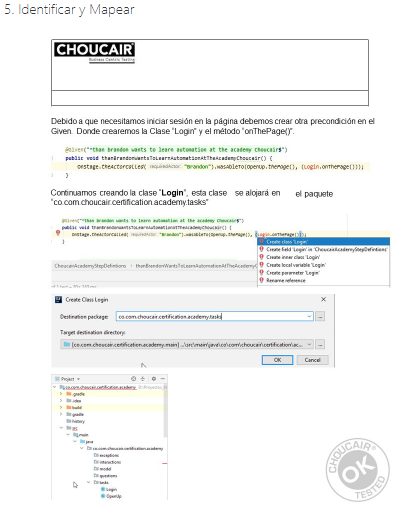 5. Identificar y Mapear
CHOUCAIR
Business Centric Testing
Debido a que necesitamos iniciar sesión en la página debemos crear otra precondición en el
Given. Donde crearemos la Clase "Login" y el método "onThePage()".
@Given("^than brandon wants to learn automation at the academy Choucair$")
public void thanBrandonWantsToLearnAutomationAtTheAcademyChoucair() {
OnStage.theActorCalled( requiredActor: "Brandon").wasAbleTo(OpenUp.thePage(), (Login.onThePage()));
}
Continuamos creando la clase "Login", esta clase se alojará en el paquete
"co.com.choucair.certification.academy.tasks"
@Given("^than brandon wants to learn automation at the academy Choucair$")
public void thanBrandonWantsToLearnAutomationAtTheAcademyChoucair() {
OnStage.theActorCalled( requiredActor: "Brandon").wasAbleTo(OpenUp.thePage(), (Login.onThePage()));
}
Create class 'Login'
Create field 'Login' in 'ChoucairAcademyStepDefinitions'
Create inner class 'Login'
Create local variable 'Login'
Create parameter 'Login'
Rename reference
ChoucairAcademyStepDefinitions > thanBrandonWantsToLearnAutomationAtTheAcademyC
Create Class Login
Destination package: co.com.choucair.certification.academy.tasks
Target destination directory:
[co.com.choucair.certification.academy.main] ...\src\main\java\co\com\choucair\certification\ac...
OK Cancel
Project
co.com.choucair.certification.academy
.gradle
.idea
build
gradle
history
src
main
java
co.com.choucair.certification.academy
exceptions
interactions
model
questions
tasks
Login
OpenUp
CHOUCAIR
OK
TESTED